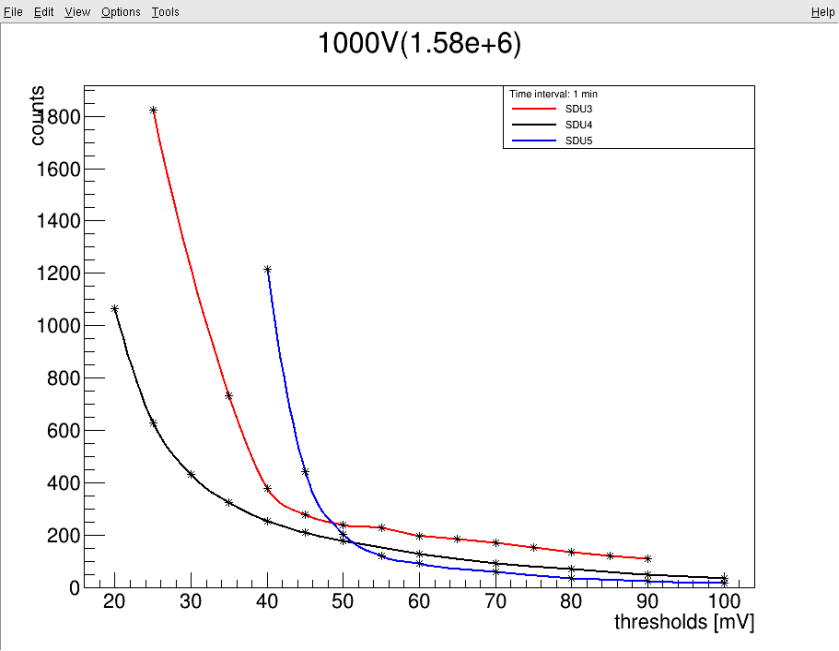 File Edit View Options Tools Help
1000V(1.58e+6)
counts
Time interval: 1 min
SDU3
SDU4
SDU5
1800
1600
1400
1200
1000
800
600
400
200
0
20 30 40 50 60 70 80 90 100
thresholds [mV]